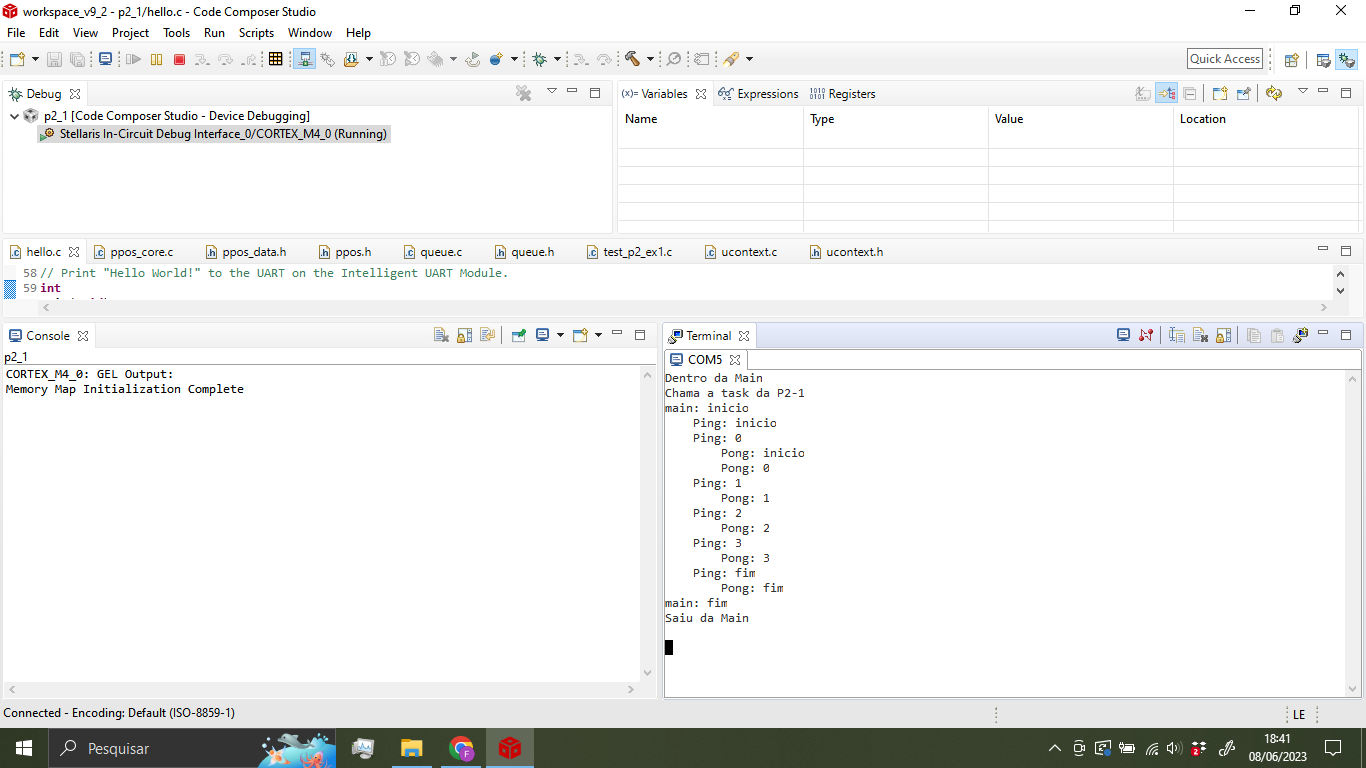 workspace_v9_2 - p2_1/hello.c - Code Composer Studio
File Edit View Project Tools Run Scripts Window Help
Quick Access
Debug
(x)= Variables Expressions 1010 0101 Registers
p2_1 [Code Composer Studio - Device Debugging]
Stellaris In-Circuit Debug Interface_0/CORTEX_M4_0 (Running)
Name Type Value Location
hello.c ppos_core.c ppos_data.h ppos.h queue.c queue.h test_p2_ex1.c ucontext.c ucontext.h
58 // Print "Hello World!" to the UART on the Intelligent UART Module.
59 int
Console
p2_1
CORTEX_M4_0: GEL Output:
Memory Map Initialization Complete
Terminal
COM5
Dentro da Main
Chama a task da P2-1
main: inicio
Ping: inicio
Ping: 0
Pong: inicio
Pong: 0
Ping: 1
Pong: 1
Ping: 2
Pong: 2
Ping: 3
Pong: 3
Ping: fim
Pong: fim
main: fim
Saiu da Main
Connected - Encoding: Default (ISO-8859-1)
LE
Pesquisar
F
2
18:41
08/06/2023